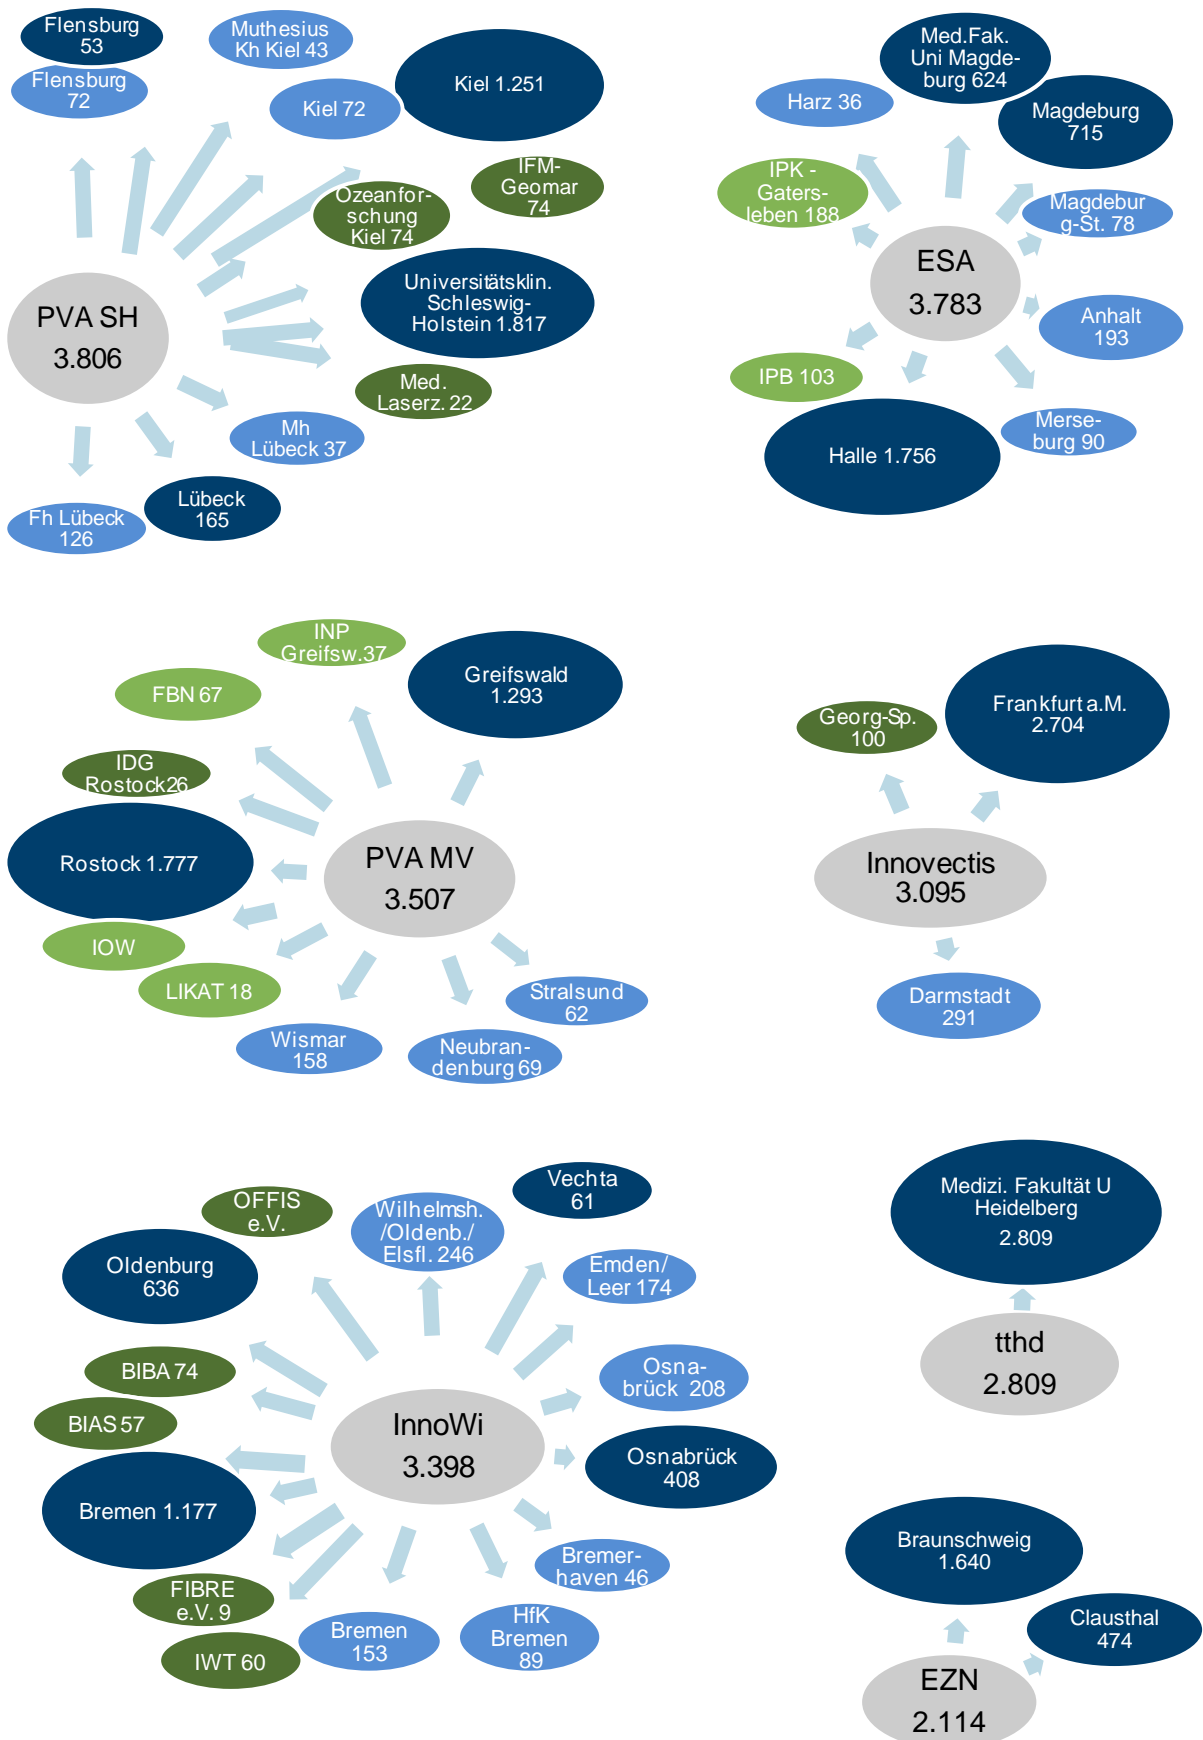 Flensburg
53
Flensburg
72
Muthesius
Kh Kiel 43
Kiel 72
Kiel 1.251
IFM-
Geomar
74
Ozeanfor-
schung
Kiel 74
Universitätsklin.
Schleswig-
Holstein 1.817
Med.
Laserz. 22
PVA SH
3.806
Mh
Lübeck 37
Lübeck
165
Fh Lübeck
126
Med.Fak.
Uni Magde-
burg 624
Harz 36
Magdeburg
715
IPK -
Gaters-
leben 188
Magdebur
g-St. 78
ESA
3.783
Anhalt
193
IPB 103
Merse-
burg 90
Halle 1.756
INP
Greifsw.37
FBN 67
Greifswald
1.293
IDG
Rostock26
Rostock 1.777
PVA MV
3.507
IOW
LIKAT 18
Wismar
158
Neubran-
denburg 69
Stralsund
62
Georg-Sp.
100
Frankfurt a.M.
2.704
Innovectis
3.095
Darmstadt
291
OFFIS
e.V.
Wilhelmsh.
/Oldenb./
Elsfl. 246
Vechta
61
Oldenburg
636
Emden/
Leer 174
BIBA 74
Osna-
brück 208
BIAS 57
InnoWi
3.398
Osnabrück
408
Bremen 1.177
Bremer-
haven 46
FIBRE
e.V. 9
IWT 60
Bremen
153
HfK
Bremen
89
Medizi. Fakultät U
Heidelberg
2.809
tthd
2.809
Braunschweig
1.640
Clausthal
474
EZN
2.114